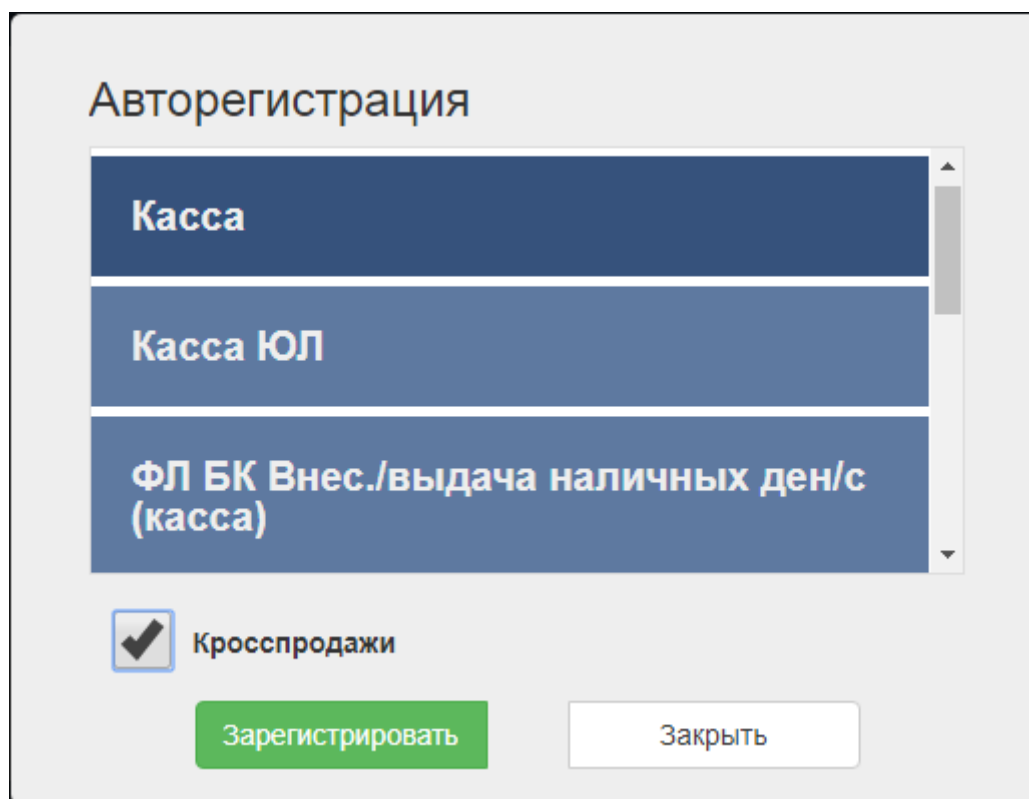 Авторегистрация
Касса
Касса ЮЛ
ФЛ БК Внес./выдача наличных ден/с
(касса)
Кросспродажи
Зарегистрировать
Закрыть